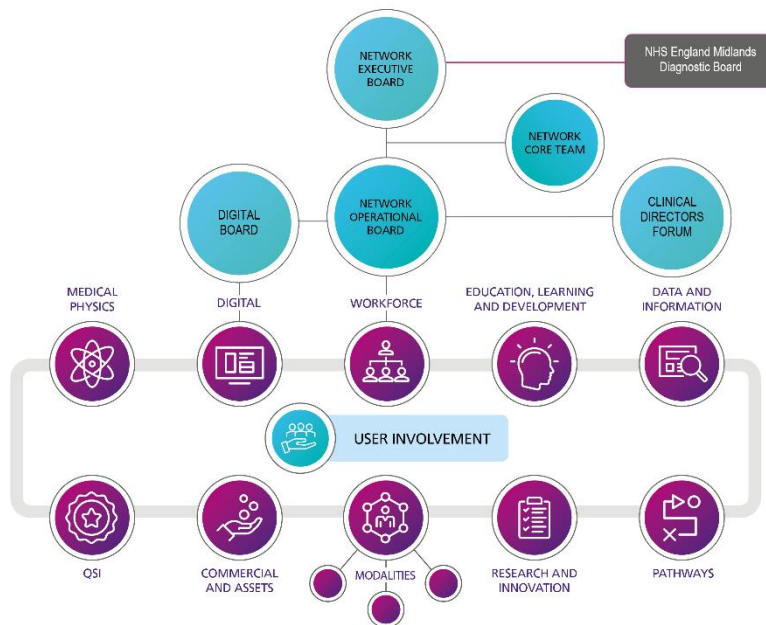 NETWORK
EXECUTIVE
BOARD
NHS England Midlands
Diagnostic Board
NETWORK
CORE TEAM
DIGITAL
BOARD
NETWORK
OPERATIONAL
BOARD
CLINICAL
DIRECTORS
FORUM
MEDICAL
PHYSICS
DIGITAL
WORKFORCE
EDUCATION, LEARNING
AND DEVELOPMENT
DATA AND
INFORMATION
USER INVOLVEMENT
QSI
COMMERCIAL
AND ASSETS
MODALITIES
RESEARCH AND
INNOVATION
PATHWAYS